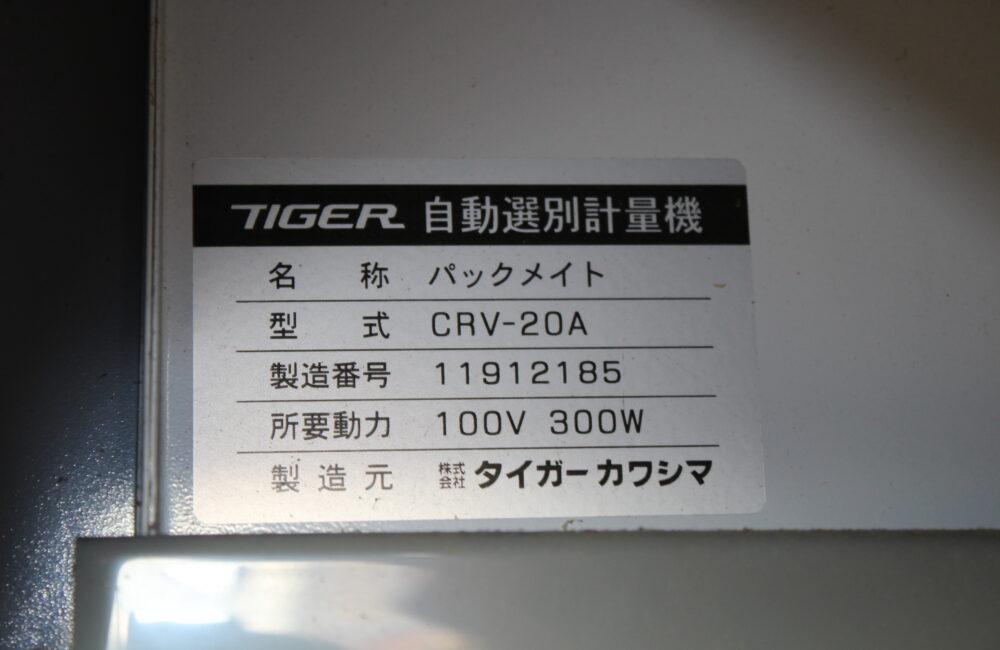 TIGER 自動選別計量機
名称 パックメイト
型式 CRV-20A
製造番号 11912185
所要動力 100V 300W
製造元 株式会社 タイガーカワシマ